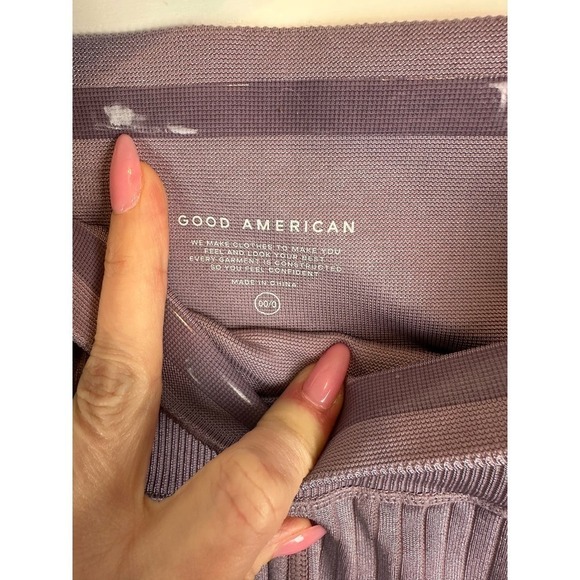 GOOD AMERICAN
WE MAKE CLOTHES TO MAKE YOU
FEEL AND LOOK YOUR BEST
EVERY GARMENT IS CONSTRUCTED
SO YOU FEEL CONFIDENT
MADE IN CHINA
00/0